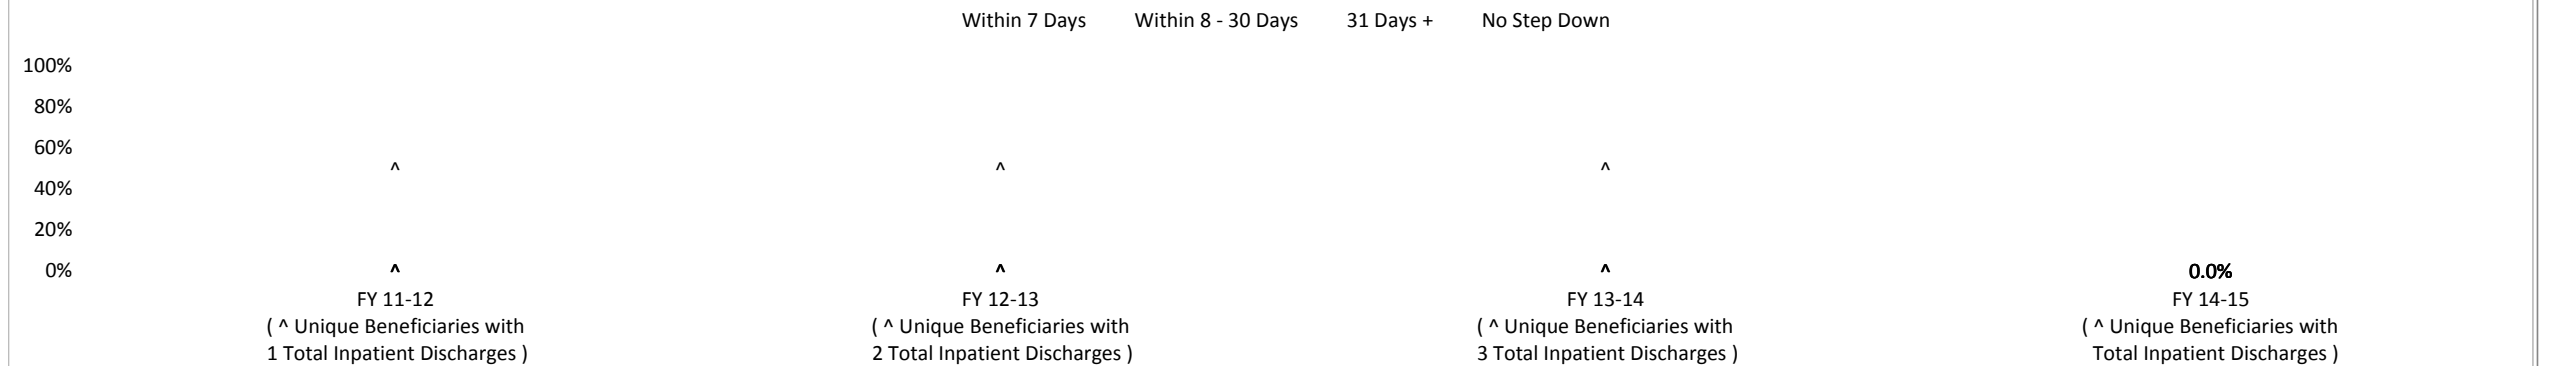 Within 7 Days Within 8 - 30 Days 31 Days + No Step Down
100%
80%
60%
^ ^ ^
40%
20%
0% ^ ^ ^ 0.0%
FY 11-12 FY 12-13 FY 13-14 FY 14-15
( ^ Unique Beneficiaries with ( ^ Unique Beneficiaries with ( ^ Unique Beneficiaries with ( ^ Unique Beneficiaries with
1 Total Inpatient Discharges ) 2 Total Inpatient Discharges ) 3 Total Inpatient Discharges ) Total Inpatient Discharges )